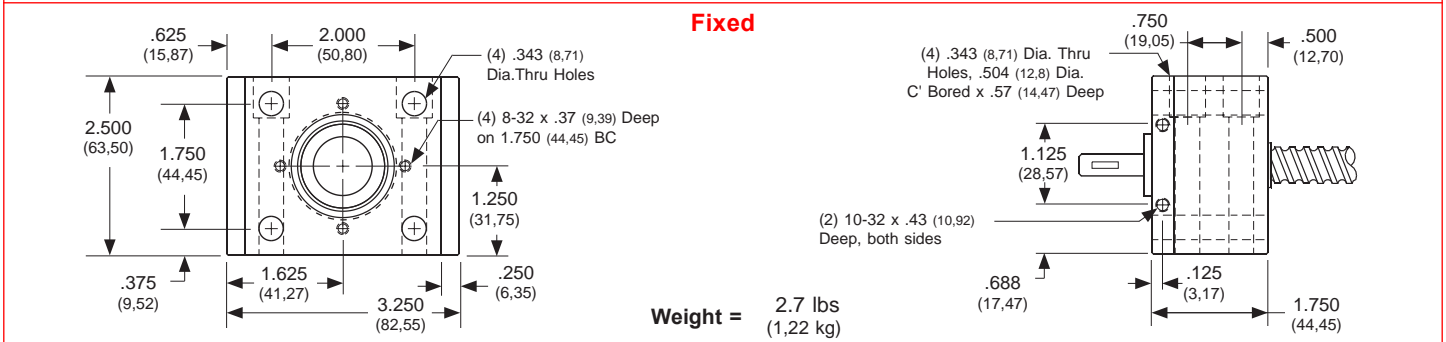 Fixed
.625
(15,87)
2.000
(50,80)
(4) .343 (8,71)
Dia.Thru Holes
(4) 8-32 x .37 (9,39) Deep
on 1.750 (44,45) BC
2.500
(63,50)
1.750
(44,45)
1.250
(31,75)
.375
(9,52)
1.625
(41,27)
.250
(6,35)
3.250
(82,55)
Weight =
2.7 lbs
(1,22 kg)
.750
(19,05)
.500
(12,70)
(4) .343 (8,71) Dia. Thru
Holes, .504 (12,8) Dia.
C' Bored x .57 (14,47) Deep
1.125
(28,57)
(2) 10-32 x .43 (10,92)
Deep, both sides
.688
(17,47)
.125
(3,17)
1.750
(44,45)